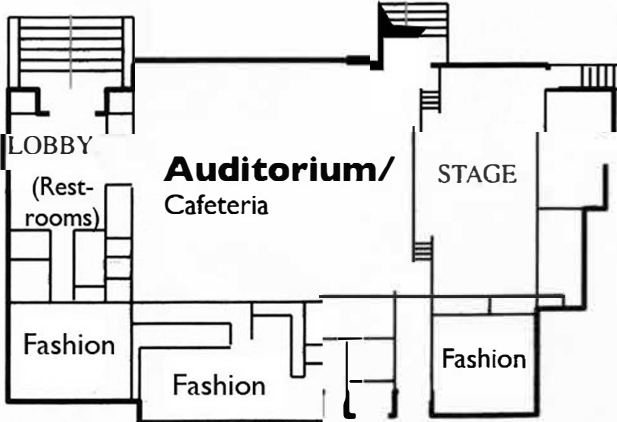 LOBBY
(Rest-
rooms)
Auditorium/
Cafeteria
STAGE
Fashion
Fashion
Fashion